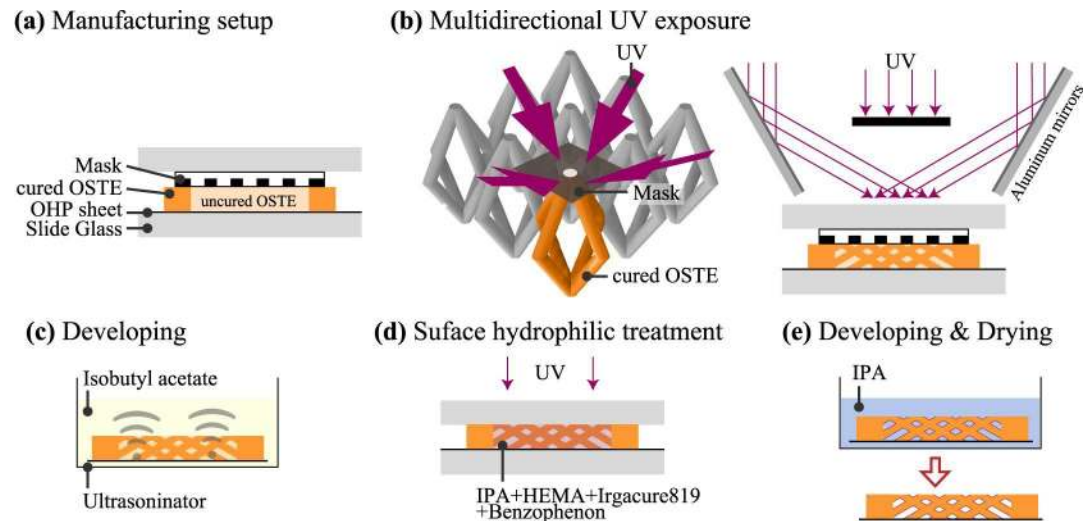 (a) Manufacturing setup
Mask
cured OSTE
uncured OSTE
OHP sheet
Slide Glass
(b) Multidirectional UV exposure
UV
Mask
cured OSTE
UV
Aluminum mirrors
(c) Developing
Isobutyl acetate
Ultrasoninator
(d) Suface hydrophilic treatment
UV
IPA+HEMA+Irgacure819
+Benzophenon
(e) Developing & Drying
IPA